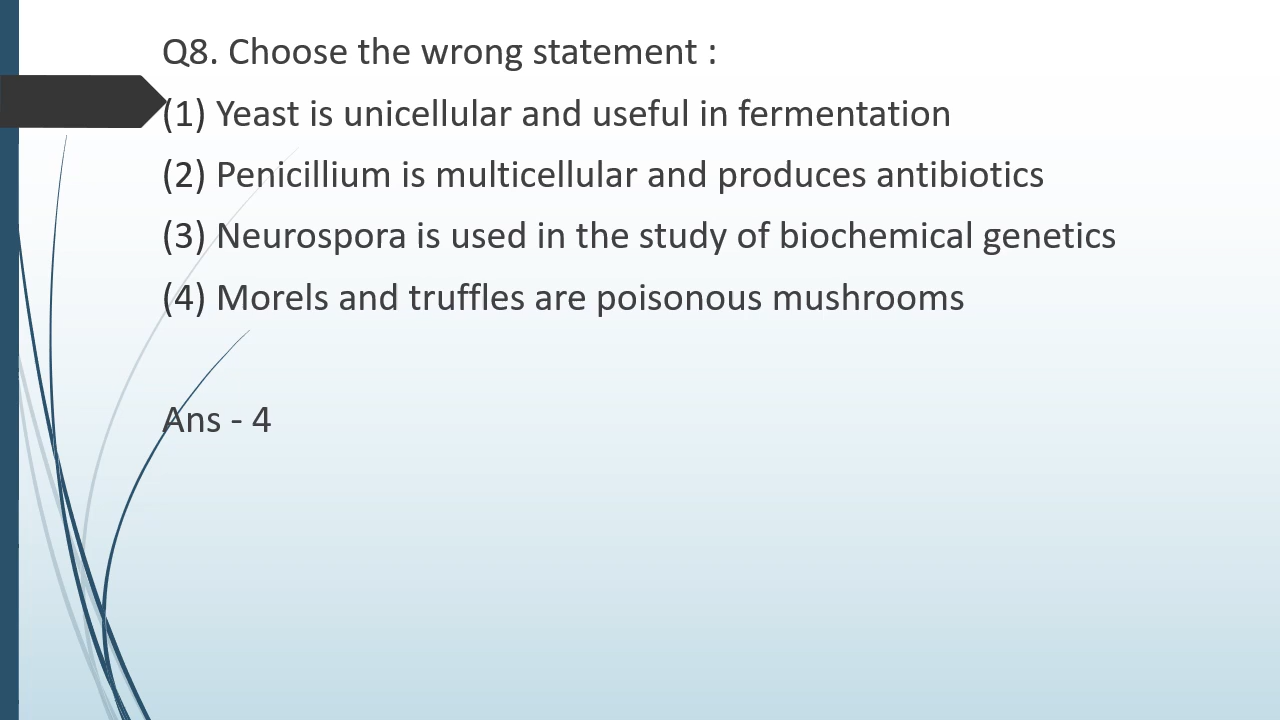 Q8. Choose the wrong statement :
(1) Yeast is unicellular and useful in fermentation
(2) Penicillium is multicellular and produces antibiotics
(3) Neurospora is used in the study of biochemical genetics
(4) Morels and truffles are poisonous mushrooms
Ans - 4